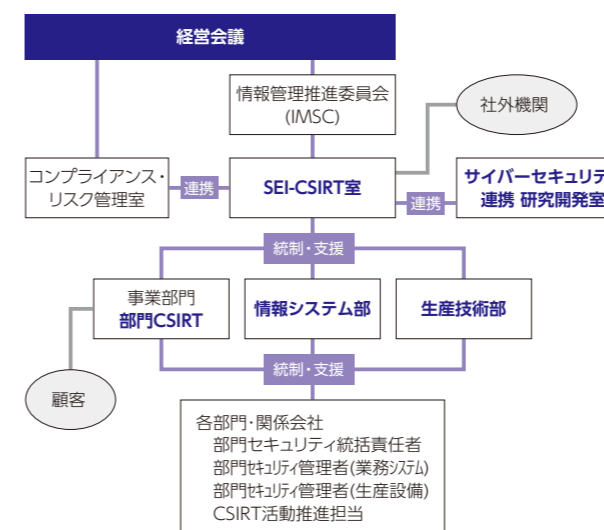 経営会議
情報管理推進委員会
(IMSC)
社外機関
コンプライアンス・
リスク管理室
連携
SEI-CSIRT室
連携
サイバーセキュリテ
連携 研究開発室
統制・支援
事業部門
部門CSIRT
情報システム部
生産技術部
統制・支援
顧客
各部門・関係会社
部門セキュリティ統括責任者
部門セキュリティ管理者(業務システム)
部門セキュリティ管理者(生産設備)
CSIRT活動推進担当